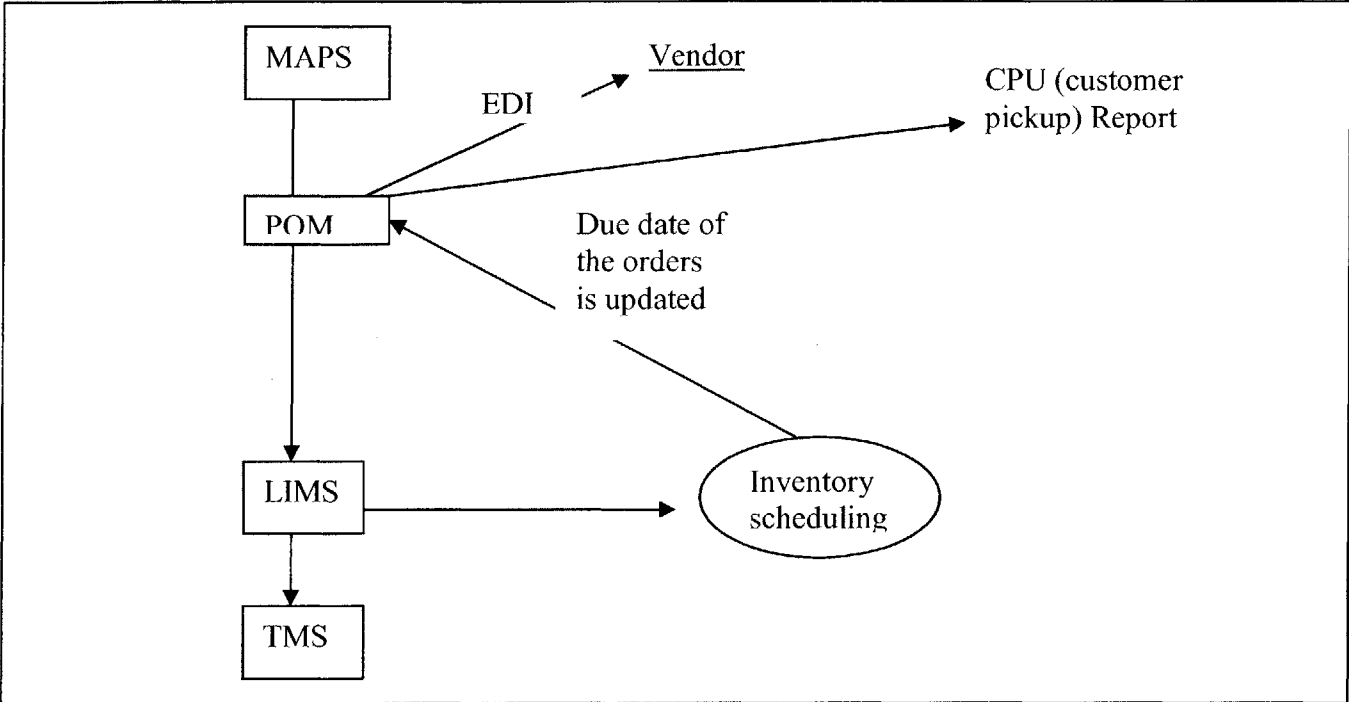 MAPS
Vendor
EDI
CPU (customer
pickup) Report
POM
Due date of
the orders
is updated
LIMS
Inventory
scheduling
TMS